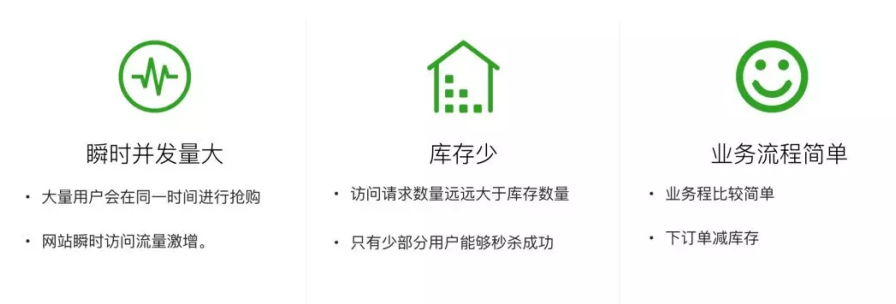 瞬时并发量大
• 大量用户会在同一时间进行抢购
• 网站瞬时访问流量激增。
库存少
• 访问请求数量远远大于库存数量
• 只有少部分用户能够秒杀成功
业务流程简单
• 业务程比较简单
• 下订单减库存